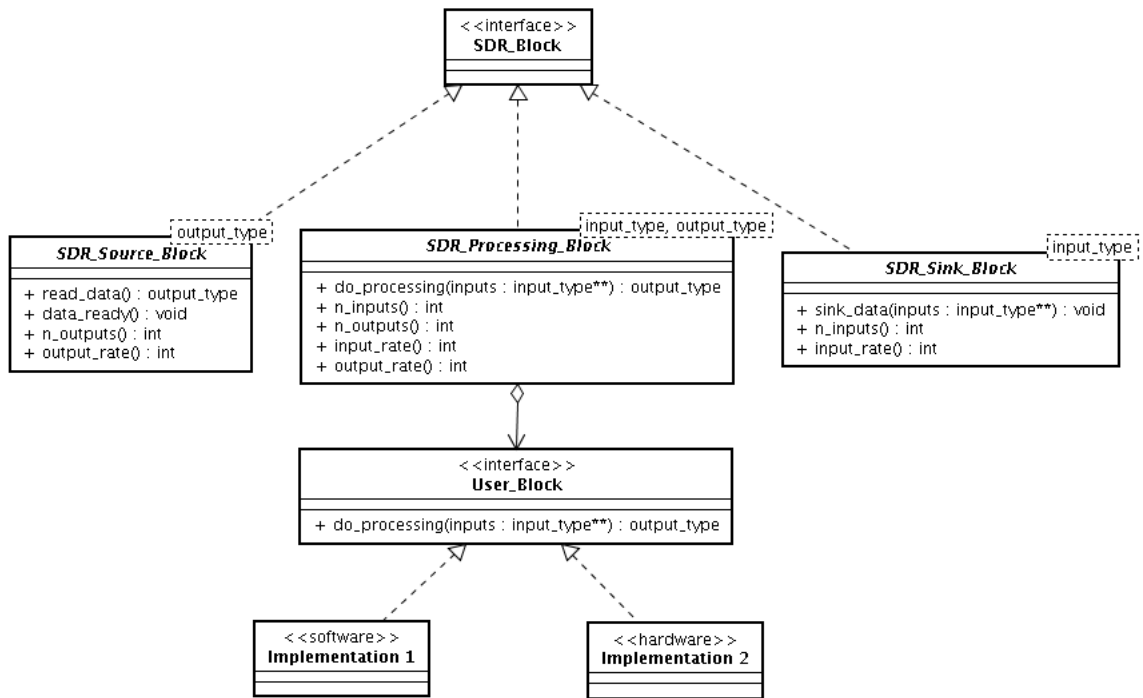 <<interface>>
SDR_Block
output_type
SDR_Source_Block
+ read_data() : output_type
+ data_ready() : void
+ n_outputs() : int
+ output_rate() : int
input_type, output_type
SDR_Processing_Block
+ do_processing(inputs : input_type**) : output_type
+ n_inputs() : int
+ n_outputs() : int
+ input_rate() : int
+ output_rate() : int
input_type
SDR_Sink_Block
+ sink_data(inputs : input_type**) : void
+ n_inputs() : int
+ input_rate() : int
<<interface>>
User_Block
+ do_processing(inputs : input_type**) : output_type
<<software>>
Implementation 1
<<hardware>>
Implementation 2